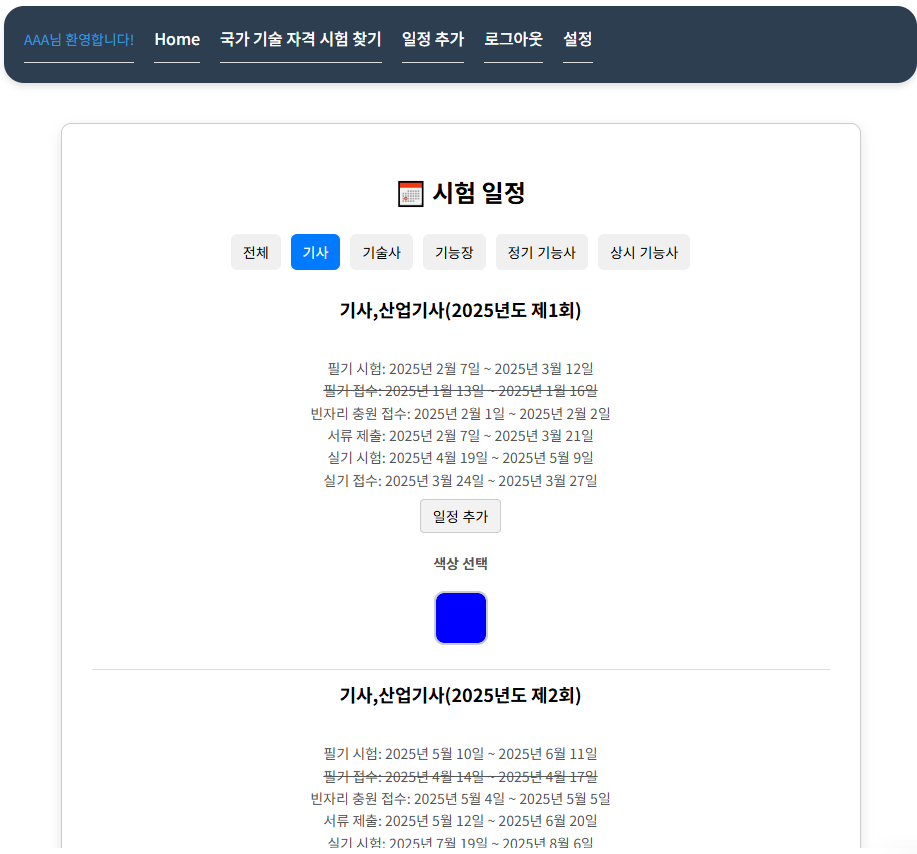 AAA님 환영합니다! Home 국가 기술 자격 시험 찾기 일정 추가 로그아웃 설정
시험 일정
전체 기사 기술사 기능장 정기 기능사 상시 기능사
기사,산업기사(2025년도 제1회)
필기 시험: 2025년 2월 7일 ~ 2025년 3월 12일
필기 접수: 2025년 1월 13일 ~ 2025년 1월 16일
빈자리 충원 접수: 2025년 2월 1일 ~ 2025년 2월 2일
서류 제출: 2025년 2월 7일 ~ 2025년 3월 21일
실기 시험: 2025년 4월 19일 ~ 2025년 5월 9일
실기 접수: 2025년 3월 24일 ~ 2025년 3월 27일
일정 추가
색상 선택
기사,산업기사(2025년도 제2회)
필기 시험: 2025년 5월 10일 ~ 2025년 6월 11일
필기 접수: 2025년 4월 14일 ~ 2025년 4월 17일
빈자리 충원 접수: 2025년 5월 4일 ~ 2025년 5월 5일
서류 제출: 2025년 5월 12일 ~ 2025년 6월 20일
실기 시험: 2025년 7월 19일 ~ 2025년 8월 6일